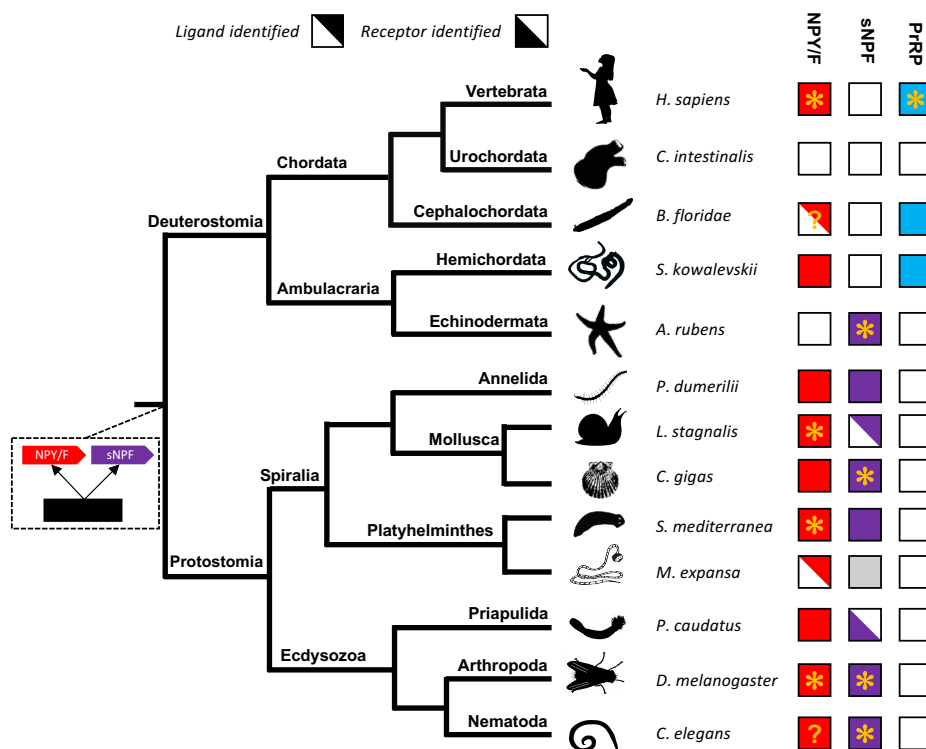 Ligand identified
Receptor identified
NPY/F
sNPF
PrRP
Vertebrata
H. sapiens
*
*
Urochordata
C. intestinalis
Chordata
Cephalochordata
B. floridae
?
Deuterostomia
Hemichordata
S. kowalevskii
Ambulacraria
Echinodermata
A. rubens
*
Annelida
P. dumerilii
Mollusca
L. stagnalis
*
NPY/F
sNPF
Spiralia
C. gigas
*
Platyhelminthes
S. mediterranea
*
Protostomia
M. expansa
Priapulida
P. caudatus
Ecdysozoa
Arthropoda
D. melanogaster
*
*
Nematoda
C. elegans
?
*